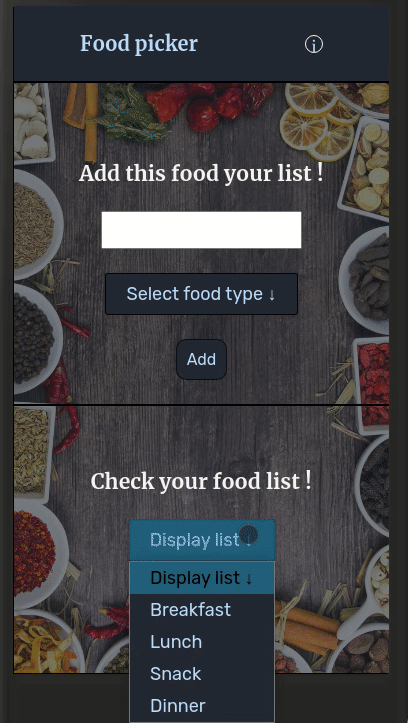 Food picker
Add this food your list !
Select food type ↓
Add
Check your food list !
Display list ↓
Display list ↓
Breakfast
Lunch
Snack
Dinner